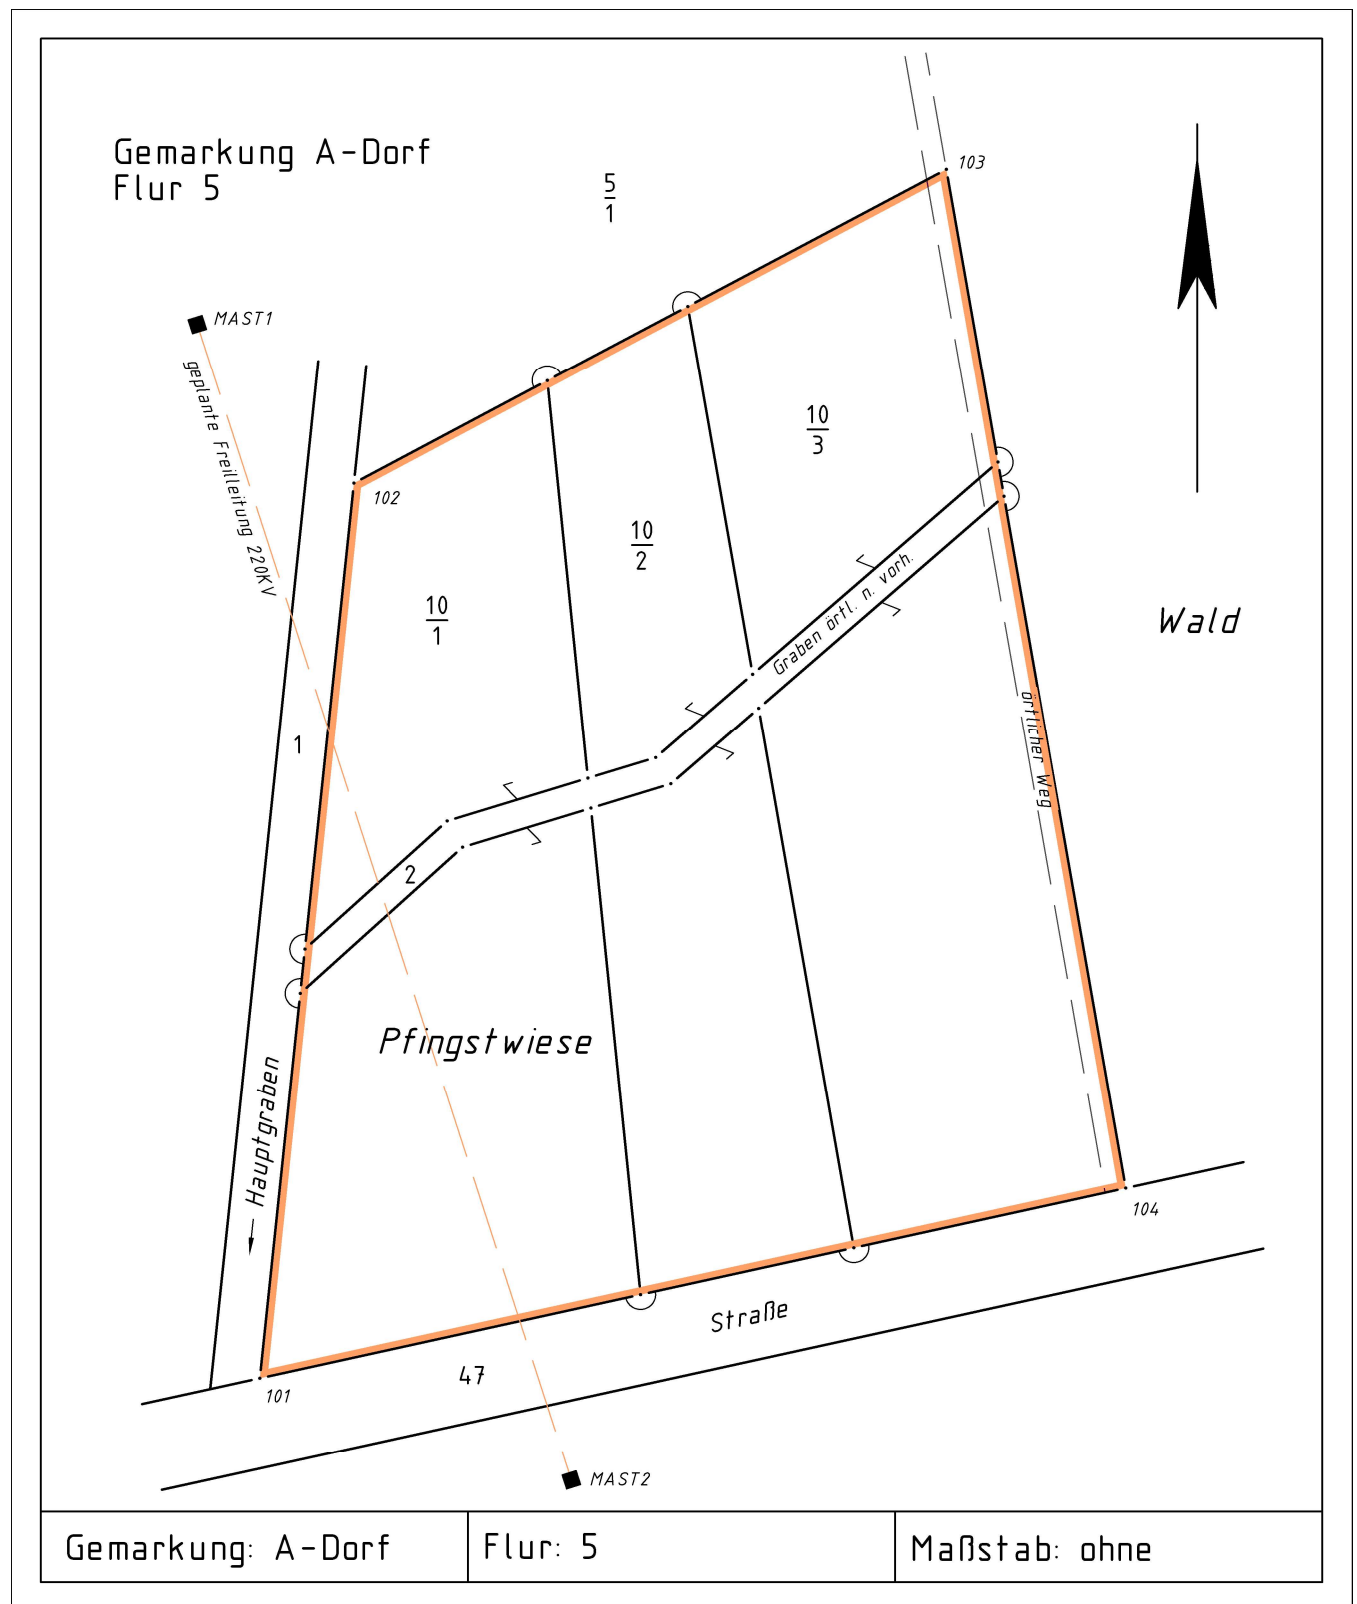 Gemarkung A-Dorf
Flur 5
5
1
103
MAST1
geplante Freilleitung 220KV
102
10
3
10
2
10
1
Graben örtl. n. vorh.
Wald
1
2
örtlicher Weg
Pfingstwiese
Hauptgraben
104
Straße
47
101
MAST2
Gemarkung: A-Dorf
Flur: 5
Maßstab: ohne